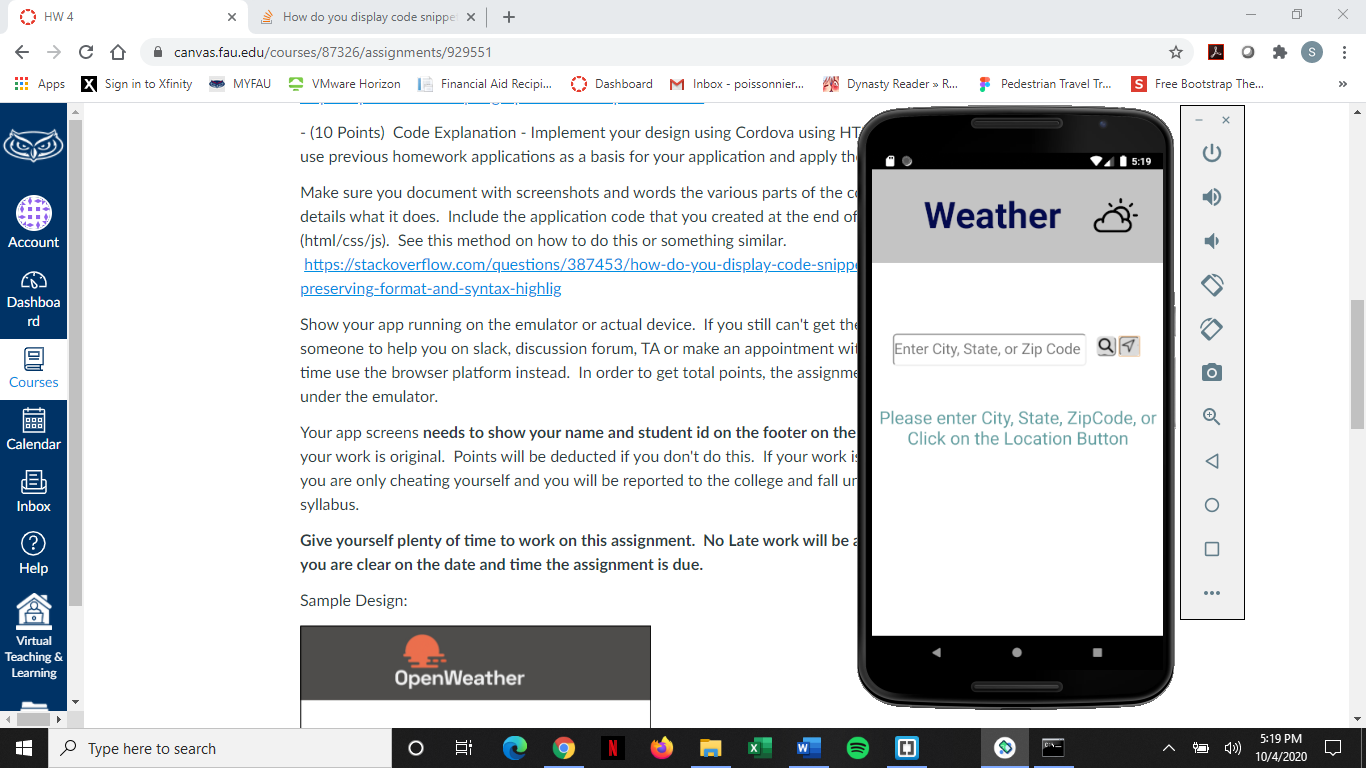 HW 4
How do you display code snippe
canvas.fau.edu/courses/87326/assignments/929551
S
Apps
X
Sign in to Xfinity
MYFAU
VMware Horizon
Financial Aid Recipi...
Dashboard
Inbox - poissonnier...
Dynasty Reader » R...
Pedestrian Travel Tr...
S
Free Bootstrap The...
»
Account
Dashboa
rd
Courses
Calendar
Inbox
Help
Virtual
Teaching &
Learning
- (10 Points) Code Explanation - Implement your design using Cordova using HT
use previous homework applications as a basis for your application and apply the
Make sure you document with screenshots and words the various parts of the co
details what it does. Include the application code that you created at the end of
(html/css/js). See this method on how to do this or something similar.
https://stackoverflow.com/questions/387453/how-do-you-display-code-snippe
preserving-format-and-syntax-highlig
Show your app running on the emulator or actual device. If you still can't get the
someone to help you on slack, discussion forum, TA or make an appointment wit
time use the browser platform instead. In order to get total points, the assignme
under the emulator.
Your app screens needs to show your name and student id on the footer on the
your work is original. Points will be deducted if you don't do this. If your work is
you are only cheating yourself and you will be reported to the college and fall un
syllabus.
Give yourself plenty of time to work on this assignment. No Late work will be a
you are clear on the date and time the assignment is due.
Sample Design:
OpenWeather
5:19
Weather
Enter City, State, or Zip Code
Please enter City, State, ZipCode, or
Click on the Location Button
Type here to search
5:19 PM
10/4/2020